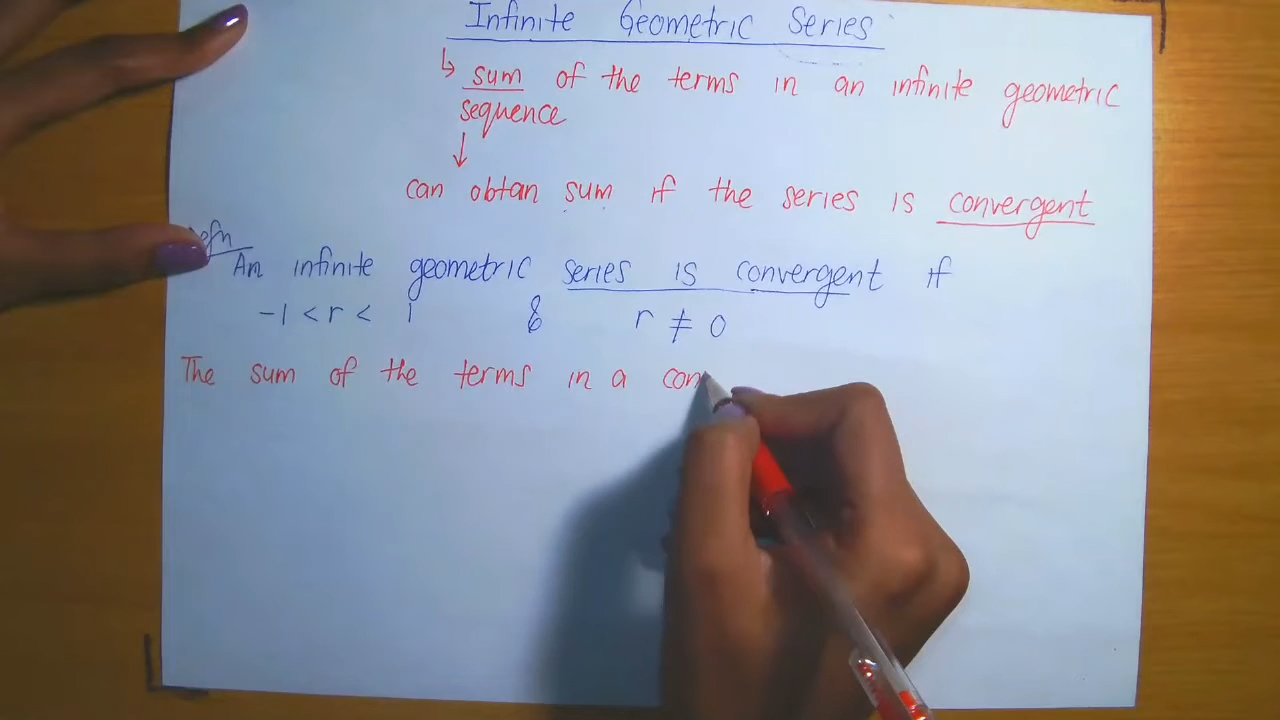 Infinite Geometric Series
↳ sum of the terms in an infinite geometric
sequence
↓
can obtan sum if the series is convergent
Defn
An infinite geometric series is convergent if
-1 < r < 1 & r ≠ 0
The sum of the terms in a con